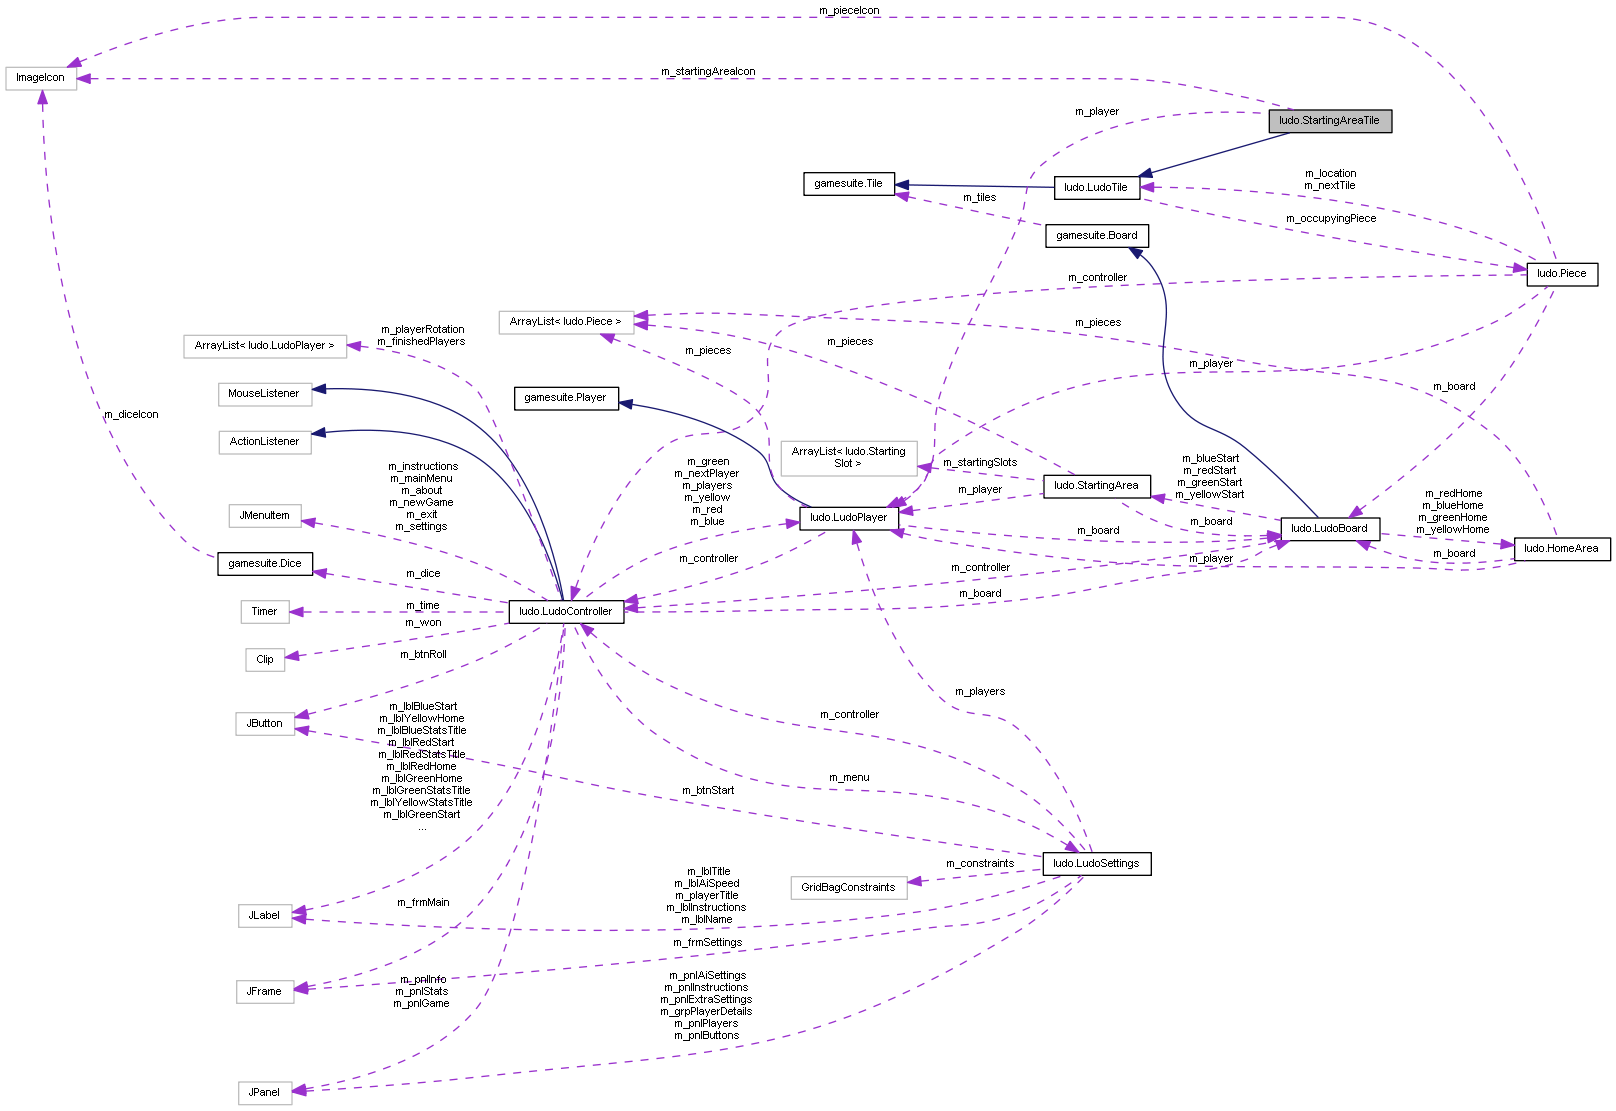 m_pieceIcon
ImageIcon
m_startingAreaIcon
m_player
ludo.StartingAreaTile
gamesuite.Tile
ludo.LudoTile
m_location
m_nextTile
m_tiles
m_occupyingPiece
gamesuite.Board
ludo.Piece
m_controller
ArrayList< ludo.Piece >
m_pieces
m_playerRotation
m_finishedPlayers
ArrayList< ludo.LudoPlayer >
m_pieces
m_pieces
m_player
MouseListener
gamesuite.Player
m_board
m_diceIcon
ActionListener
ArrayList< ludo.Starting
Slot >
m_startingSlots
m_green
m_nextPlayer
m_players
m_yellow
m_red
m_blue
m_instructions
m_mainMenu
m_about
m_newGame
m_exit
m_settings
m_blueStart
m_redStart
m_greenStart
m_yellowStart
ludo.StartingArea
m_player
m_redHome
m_blueHome
m_greenHome
m_yellowHome
JMenuItem
ludo.LudoPlayer
m_board
m_board
ludo.LudoBoard
ludo.HomeArea
gamesuite.Dice
m_dice
m_controller
m_controller
m_player
m_board
m_board
Timer
m_time
m_won
ludo.LudoController
Clip
m_btnRoll
m_players
JButton
m_lblBlueStart
m_lblYellowHome
m_lblBlueStatsTitle
m_lblRedStart
m_lblRedStatsTitle
m_lblRedHome
m_lblGreenHome
m_lblGreenStatsTitle
m_lblYellowStatsTitle
m_lblGreenStart
...
m_controller
m_menu
m_btnStart
ludo.LudoSettings
m_constraints
GridBagConstraints
m_lblTitle
m_lblAiSpeed
m_playerTitle
m_lblInstructions
m_lblName
JLabel
m_frmMain
m_frmSettings
JFrame
m_pnlInfo
m_pnlStats
m_pnlGame
m_pnlAiSettings
m_pnlInstructions
m_pnlExtraSettings
m_grpPlayerDetails
m_pnlPlayers
m_pnlButtons
JPanel